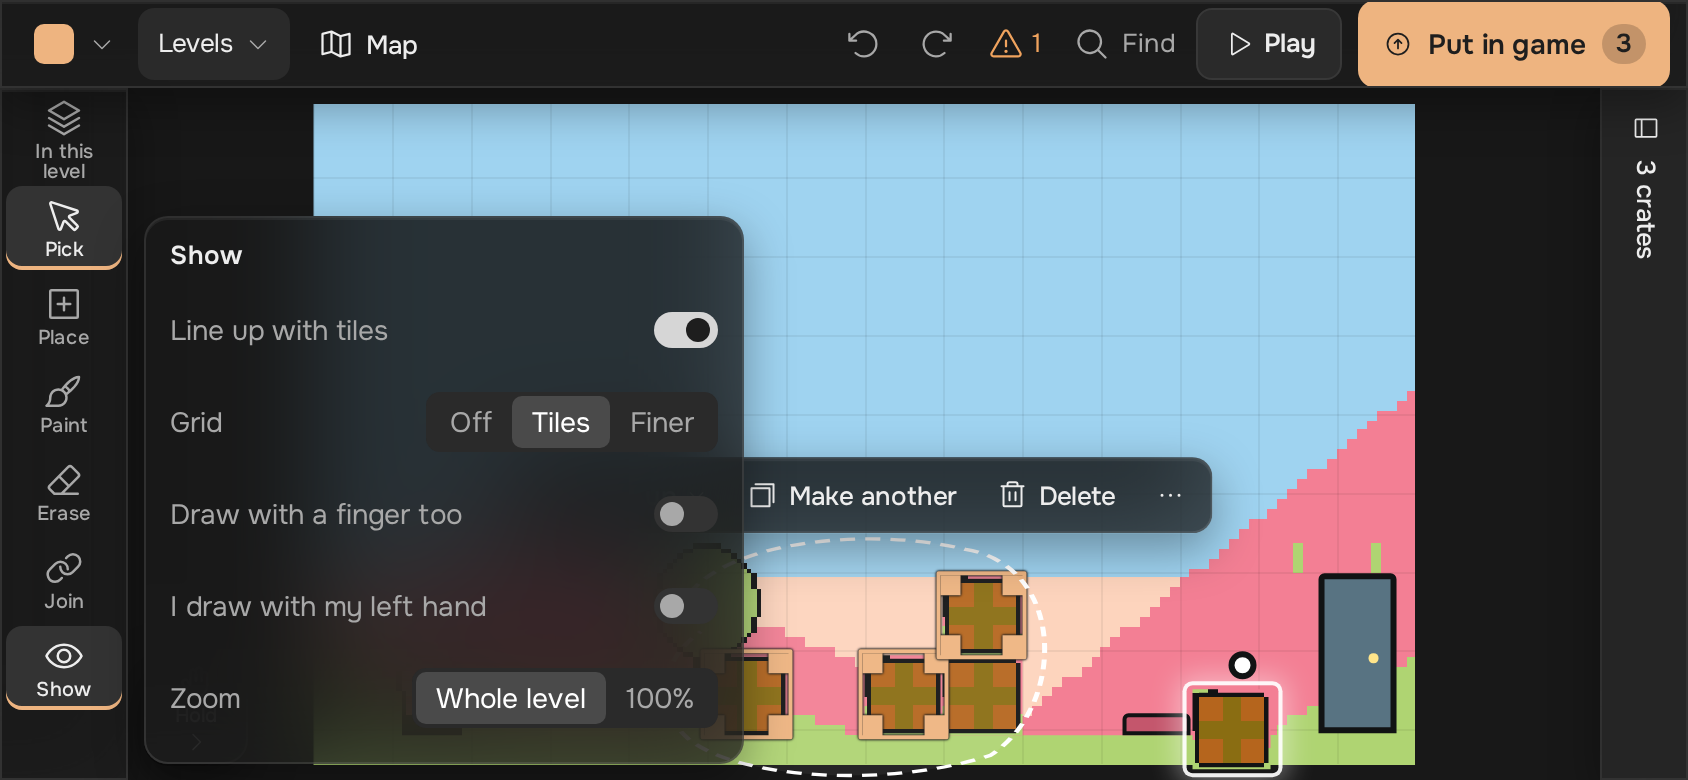 Levels
Map
1
Find
Play
Put in game 3
In this
level
Pick
Place
Paint
Erase
Join
Show
Show
Line up with tiles
Grid
Off
Tiles
Finer
Draw with a finger too
I draw with my left hand
Zoom
Whole level
100%
Hold
Make another
Delete
3 crates